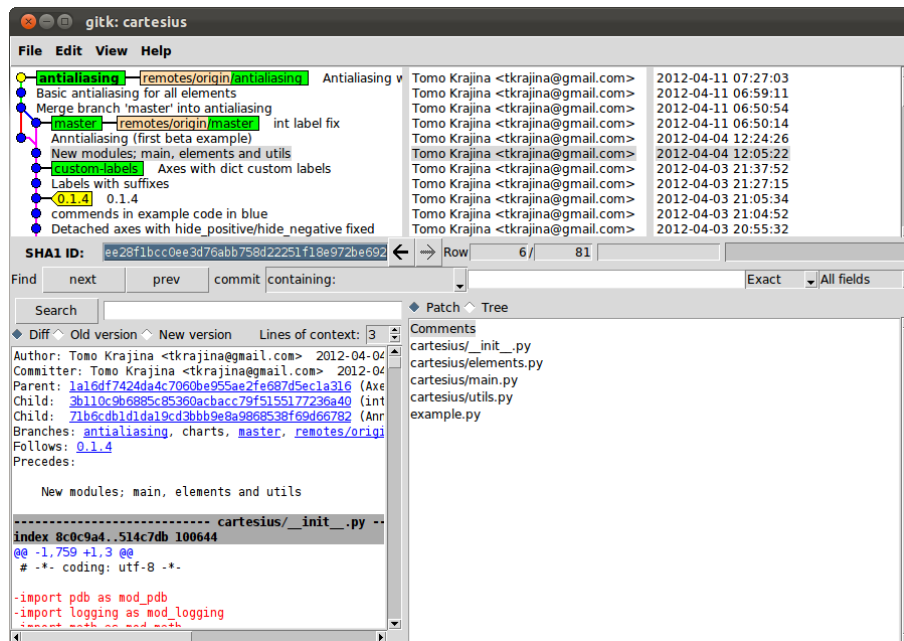 gitk: cartesius
File Edit View Help
antialiasing remotes/origin/antialiasing Antialiasing w Tomo Krajina <tkrajina@gmail.com> 2012-04-11 07:27:03
Basic antialiasing for all elements Tomo Krajina <tkrajina@gmail.com> 2012-04-11 06:59:11
Merge branch 'master' into antialiasing Tomo Krajina <tkrajina@gmail.com> 2012-04-11 06:50:54
master remotes/origin/master int label fix Tomo Krajina <tkrajina@gmail.com> 2012-04-11 06:50:14
Anntialiasing (first beta example) Tomo Krajina <tkrajina@gmail.com> 2012-04-04 12:24:26
New modules; main, elements and utils Tomo Krajina <tkrajina@gmail.com> 2012-04-04 12:05:22
custom-labels Axes with dict custom labels Tomo Krajina <tkrajina@gmail.com> 2012-04-03 21:37:52
Labels with suffixes Tomo Krajina <tkrajina@gmail.com> 2012-04-03 21:27:15
0.1.4 0.1.4 Tomo Krajina <tkrajina@gmail.com> 2012-04-03 21:05:34
commends in example code in blue Tomo Krajina <tkrajina@gmail.com> 2012-04-03 21:04:52
Detached axes with hide_positive/hide_negative fixed Tomo Krajina <tkrajina@gmail.com> 2012-04-03 20:55:32
SHA1 ID: ee28f1bcc0ee3d76abb758d22251f18e972be692 Row 6 / 81
Find next prev commit containing: Exact All fields
Search
Diff Old version New version Lines of context: 3
Author: Tomo Krajina <tkrajina@gmail.com> 2012-04-04
Committer: Tomo Krajina <tkrajina@gmail.com> 2012-04
Parent: 1a16df7424da4c7060be955ae2fe687d5ec1a316 (Axe
Child: 3b110c9b6885c85360acbacc79f5155177236a40 (int
Child: 71b6cdb1d1da19cd3bbb9e8a9868538f69d66782 (Ann
Branches: antialiasing, charts, master, remotes/origi
Follows: 0.1.4
Precedes:
New modules; main, elements and utils
--------------------------- cartesius/__init__.py --
index 8c0c9a4..514c7db 100644
@@ -1,759 +1,3 @@
# -*- coding: utf-8 -*-
-import pdb as mod_pdb
-import logging as mod_logging
-import math as mod_math
Patch Tree
Comments
cartesius/__init__.py
cartesius/elements.py
cartesius/main.py
cartesius/utils.py
example.py